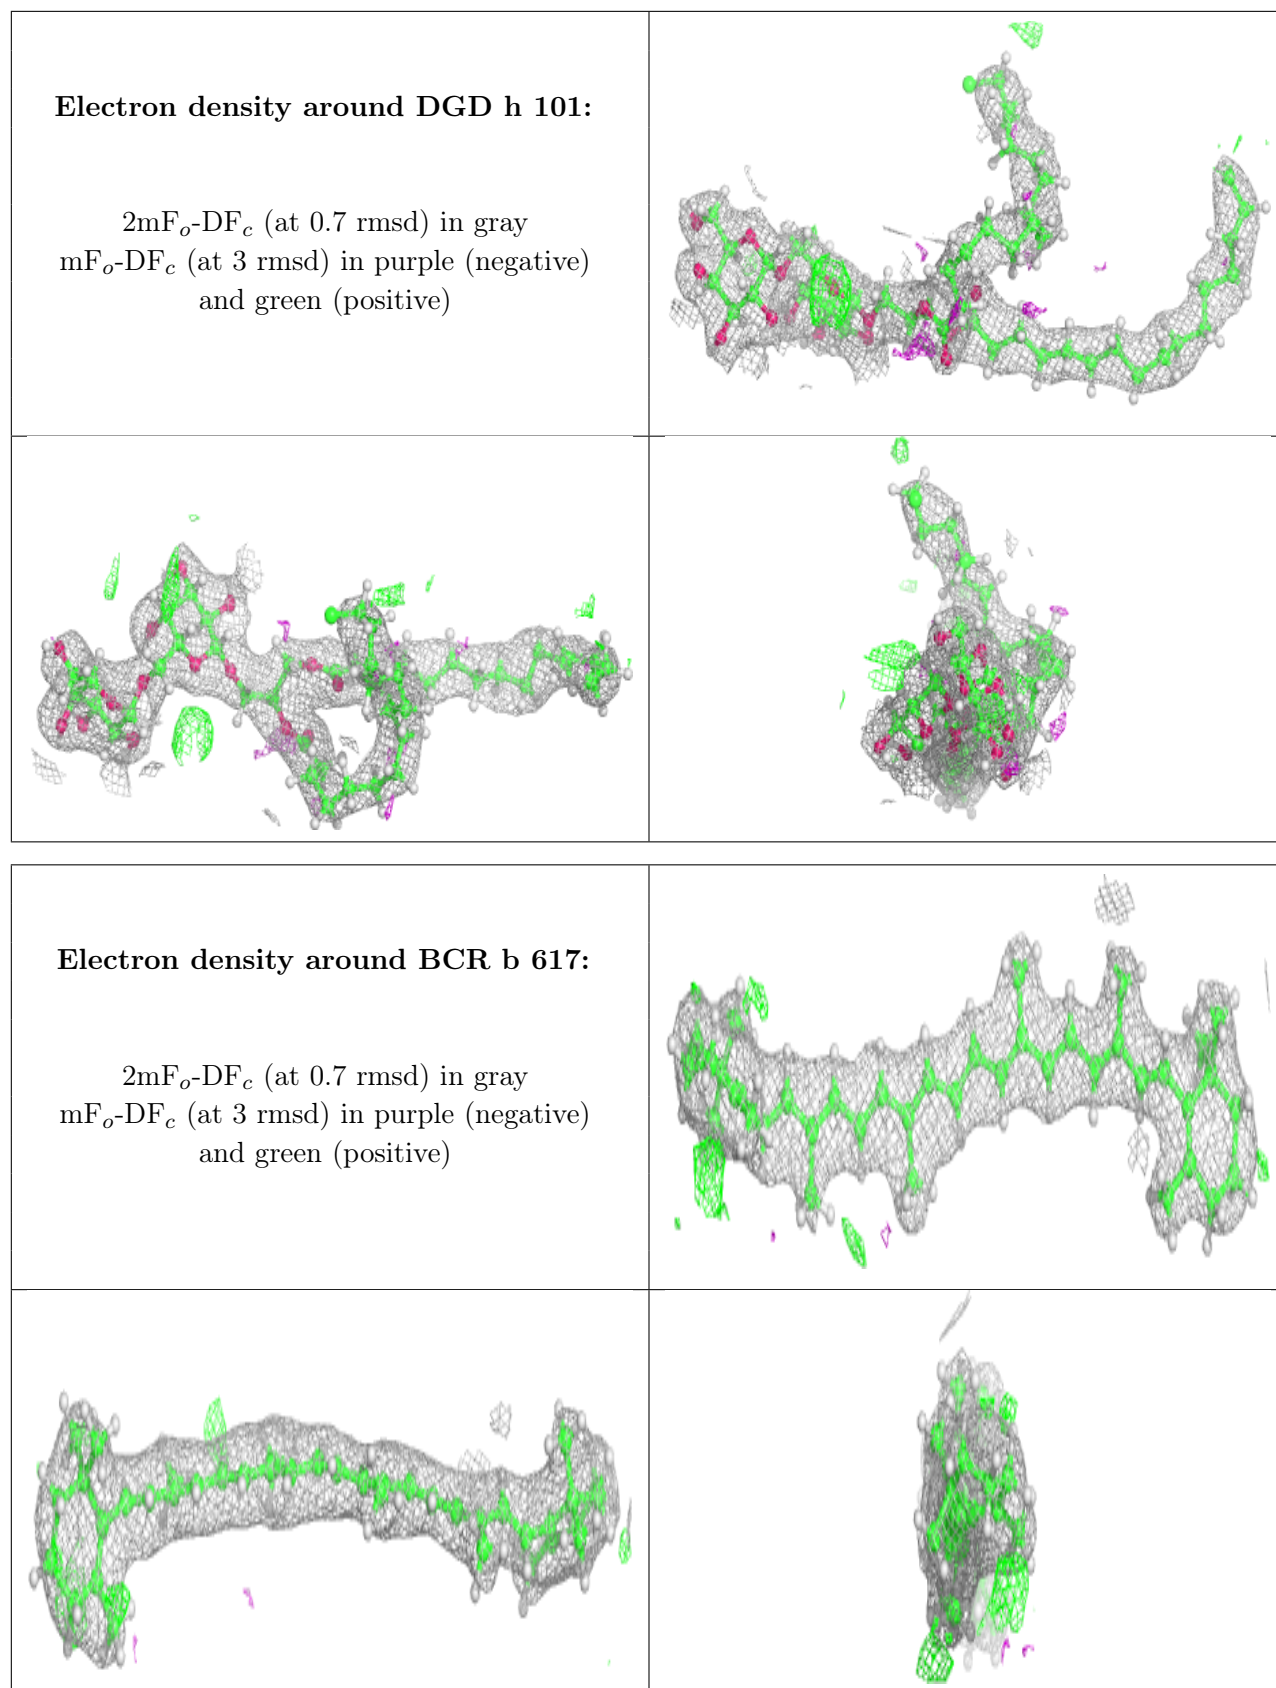 Electron density around DGD h 101:
2mFo-DFc (at 0.7 rmsd) in gray
mFo-DFc (at 3 rmsd) in purple (negative)
and green (positive)
Electron density around BCR b 617:
2mFo-DFc (at 0.7 rmsd) in gray
mFo-DFc (at 3 rmsd) in purple (negative)
and green (positive)